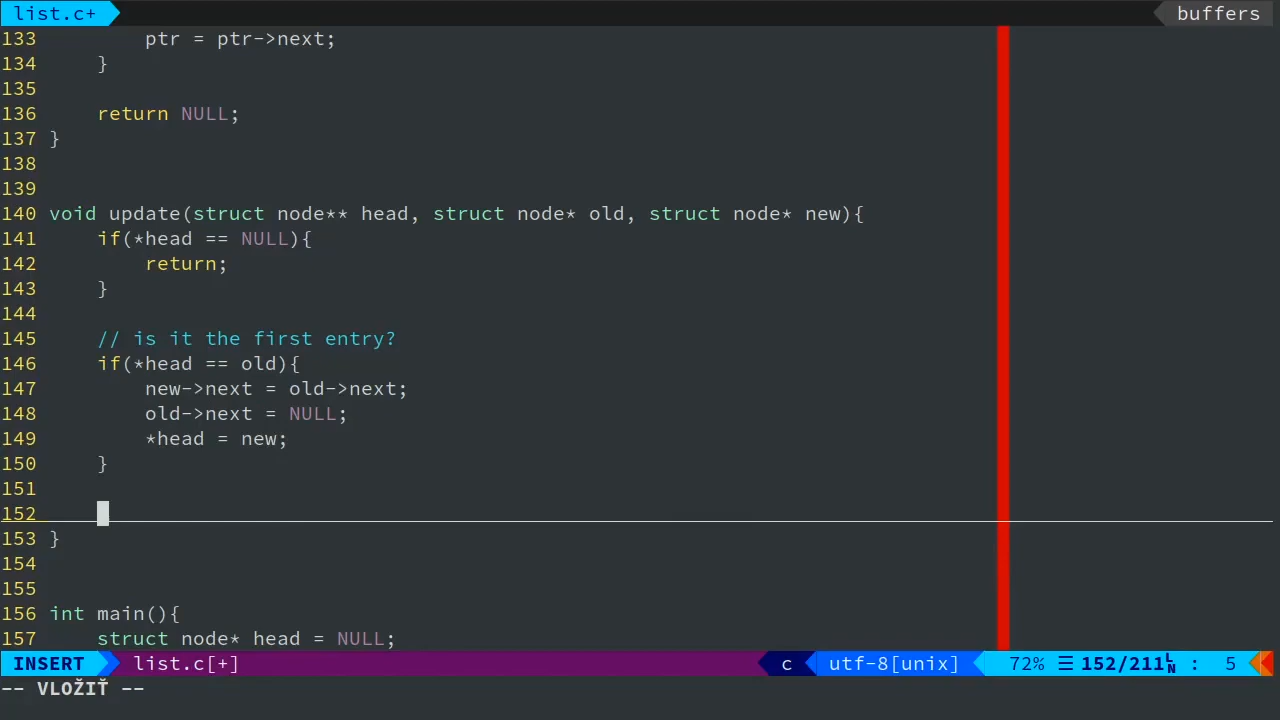 list.c+ buffers
133         ptr = ptr->next;
134     }
135
136     return NULL;
137 }
138
139
140 void update(struct node** head, struct node* old, struct node* new){
141     if(*head == NULL){
142         return;
143     }
144
145     // is it the first entry?
146     if(*head == old){
147         new->next = old->next;
148         old->next = NULL;
149         *head = new;
150     }
151
152
153 }
154
155
156 int main(){
157     struct node* head = NULL;
INSERT list.c[+] c utf-8[unix] 72% ☰ 152/211␤ : 5
-- VLOŽIŤ --